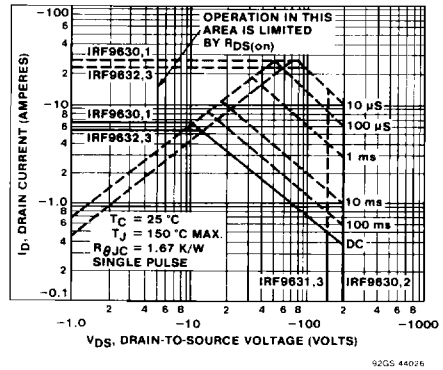 -100
8
6
4
2
-10
8
6
4
2
-1.0
8
6
4
2
-0.1
ID, DRAIN CURRENT (AMPERES)
OPERATION IN THIS
AREA IS LIMITED
BY RDS(on)
IRF9630,1
IRF9632,3
IRF9630,1
IRF9632,3
10 µS
100 µS
1 ms
10 ms
100 ms
DC
TC = 25 °C
TJ = 150 °C MAX.
RθJC = 1.67 K/W
SINGLE PULSE
IRF9631,3
IRF9630,2
-1.0 2 4 6 8 -10 2 4 6 8 -100 2 4 6 8 -1000
VDS, DRAIN-TO-SOURCE VOLTAGE (VOLTS)
92GS 44026